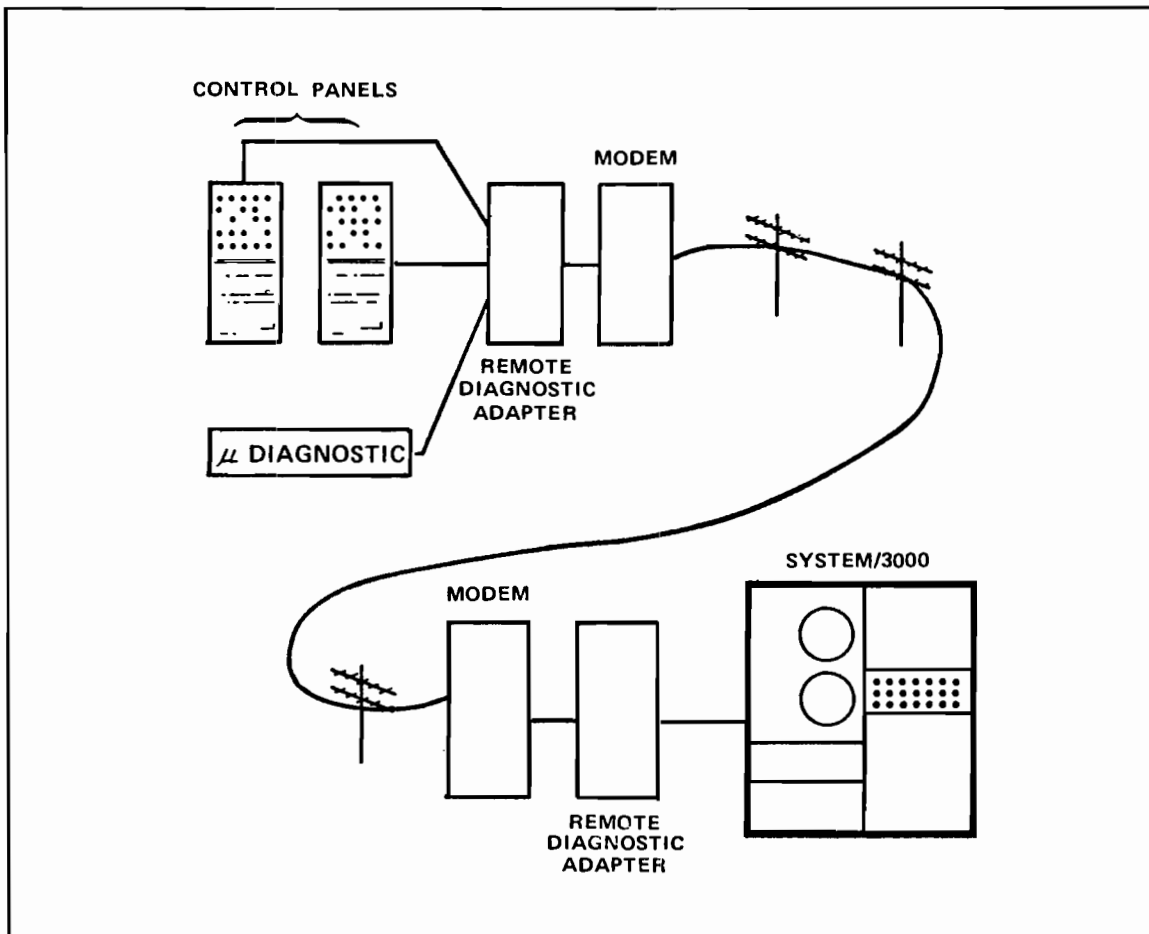 CONTROL PANELS
MODEM
REMOTE
DIAGNOSTIC
ADAPTER
μ DIAGNOSTIC
SYSTEM/3000
MODEM
REMOTE
DIAGNOSTIC
ADAPTER